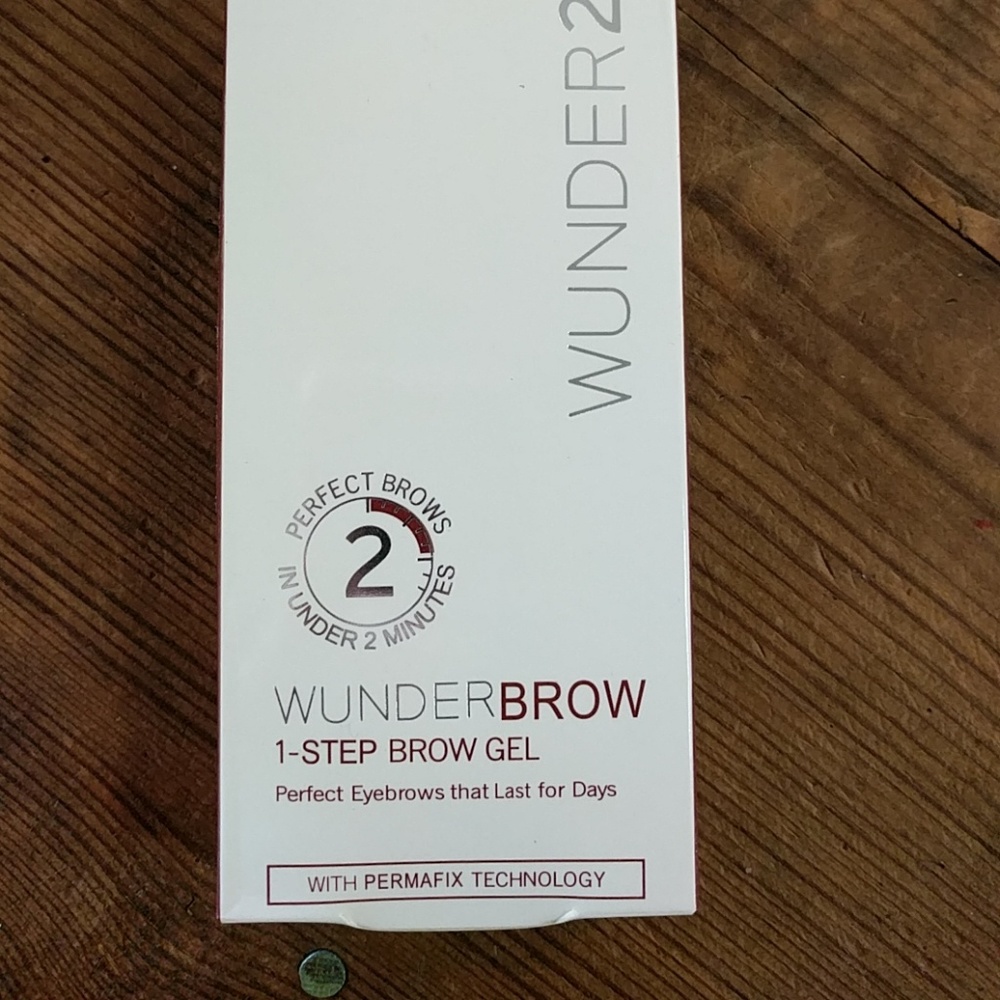 WUNDER2
PERFECT BROWS
2
IN UNDER 2 MINUTES
WUNDERBROW
1-STEP BROW GEL
Perfect Eyebrows that Last for Days
WITH PERMAFIX TECHNOLOGY